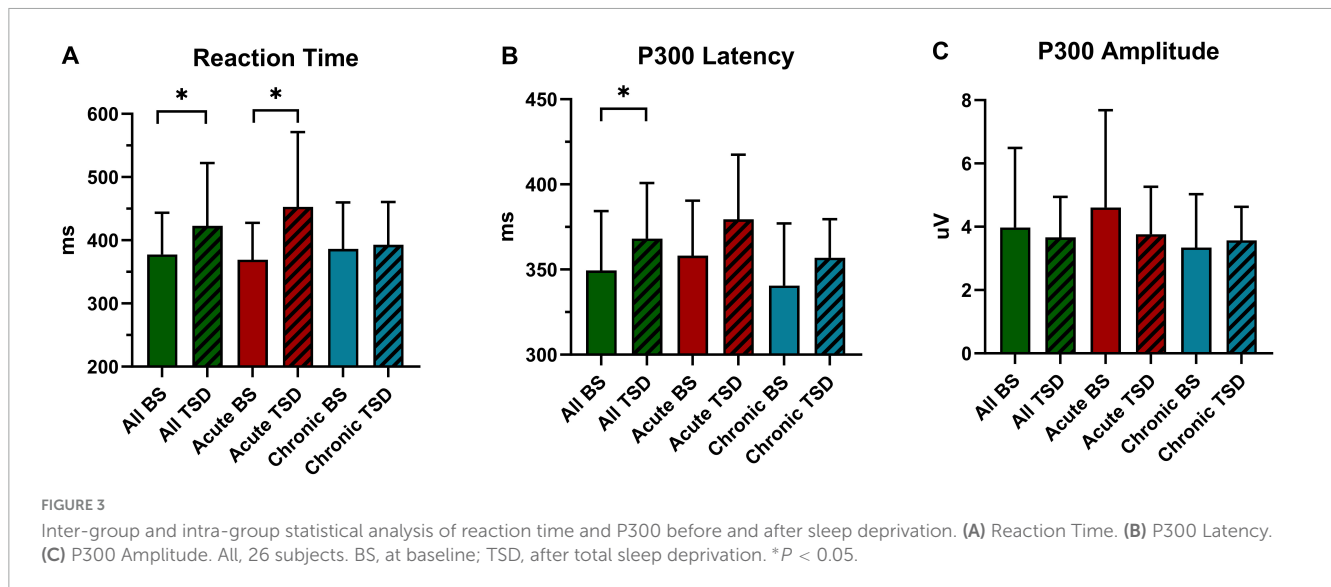 A
Reaction Time
*
*
600
500
400
300
200
ms
All BS
All TSD
Acute BS
Acute TSD
Chronic BS
Chronic TSD
B
P300 Latency
*
450
400
350
300
ms
All BS
All TSD
Acute BS
Acute TSD
Chronic BS
Chronic TSD
C
P300 Amplitude
8
6
4
2
0
uV
All BS
All TSD
Acute BS
Acute TSD
Chronic BS
Chronic TSD
FIGURE 3
Inter-group and intra-group statistical analysis of reaction time and P300 before and after sleep deprivation. (A) Reaction Time. (B) P300 Latency.
(C) P300 Amplitude. All, 26 subjects. BS, at baseline; TSD, after total sleep deprivation. *P < 0.05.